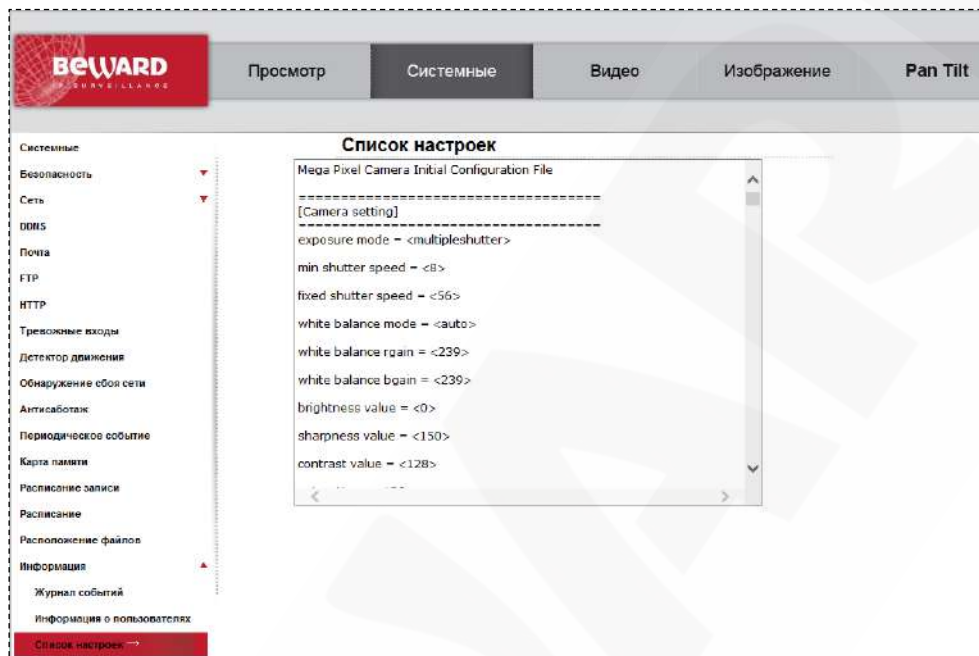 BEWARD
Просмотр
Системные
Видео
Изображение
Pan Tilt
Системные
Безопасность
Сеть
DDNS
Почта
FTP
HTTP
Тревожные входы
Детектор движения
Обнаружение сбоя сети
Антисаботаж
Периодическое событие
Карта памяти
Расписание записи
Расписание
Расположение файлов
Информация
Журнал событий
Информация о пользователях
Список настроек →
Список настроек
Mega Pixel Camera Initial Configuration File
====================================
[Camera setting]
====================================
exposure mode = <multipleshutter>
min shutter speed = <8>
fixed shutter speed = <56>
white balance mode = <auto>
white balance rgain = <239>
white balance bgain = <239>
brightness value = <0>
sharpness value = <150>
contrast value = <128>